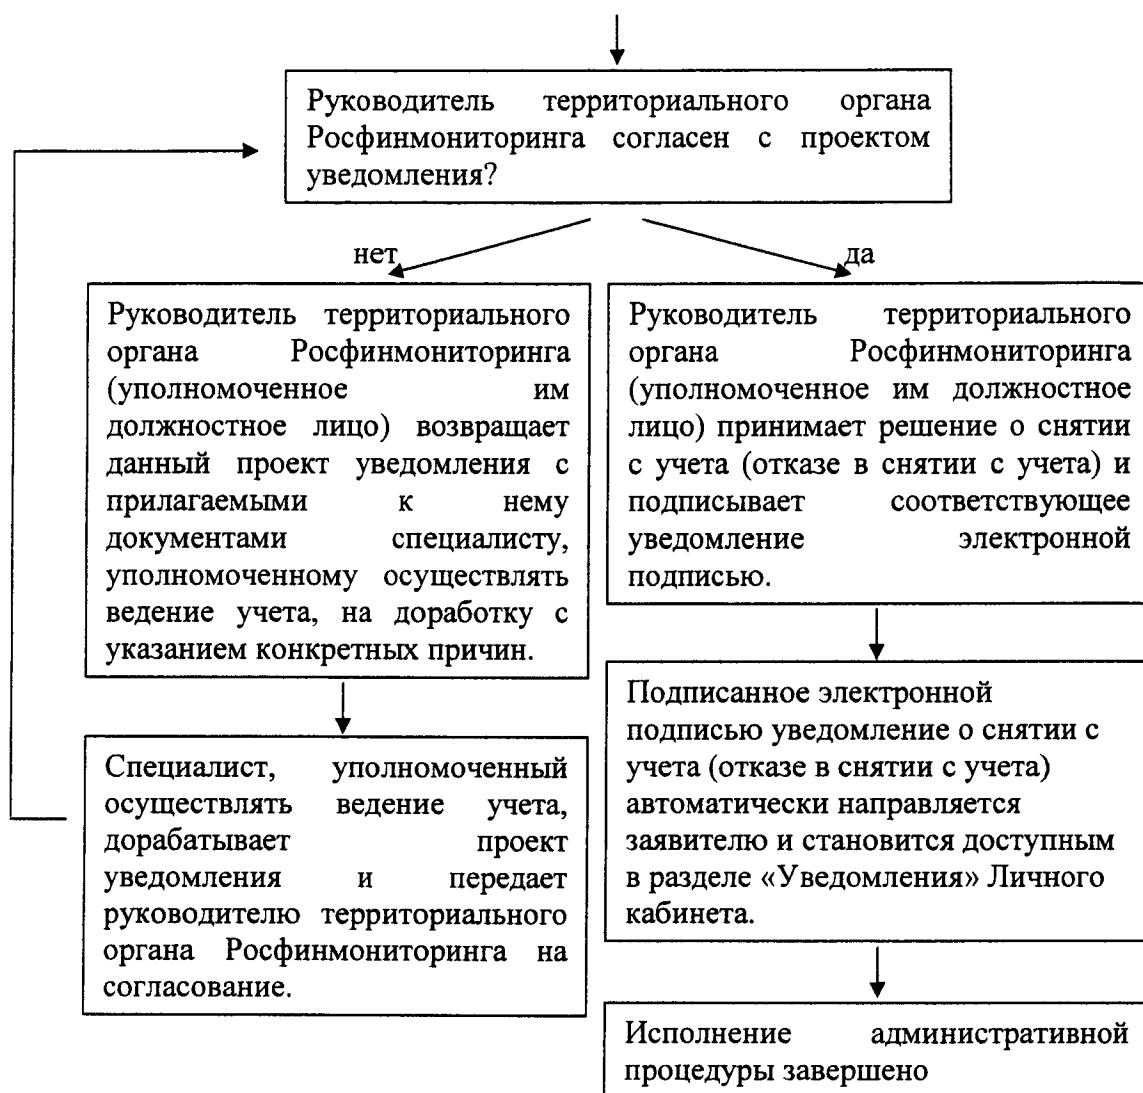 Руководитель территориального органа
Росфинмониторинга согласен с проектом
уведомления?
нет
да
Руководитель территориального
органа Росфинмониторинга
(уполномоченное им
должностное лицо) возвращает
данный проект уведомления с
прилагаемыми к нему
документами специалисту,
уполномоченному осуществлять
ведение учета, на доработку с
указанием конкретных причин.
Руководитель территориального
органа Росфинмониторинга
(уполномоченное им должностное
лицо) принимает решение о снятии
с учета (отказе в снятии с учета) и
подписывает соответствующее
уведомление электронной
подписью.
Специалист, уполномоченный
осуществлять ведение учета,
дорабатывает проект
уведомления и передает
руководителю территориального
органа Росфинмониторинга на
согласование.
Подписанное электронной
подписью уведомление о снятии с
учета (отказе в снятии с учета)
автоматически направляется
заявителю и становится доступным
в разделе «Уведомления» Личного
кабинета.
Исполнение административной
процедуры завершено